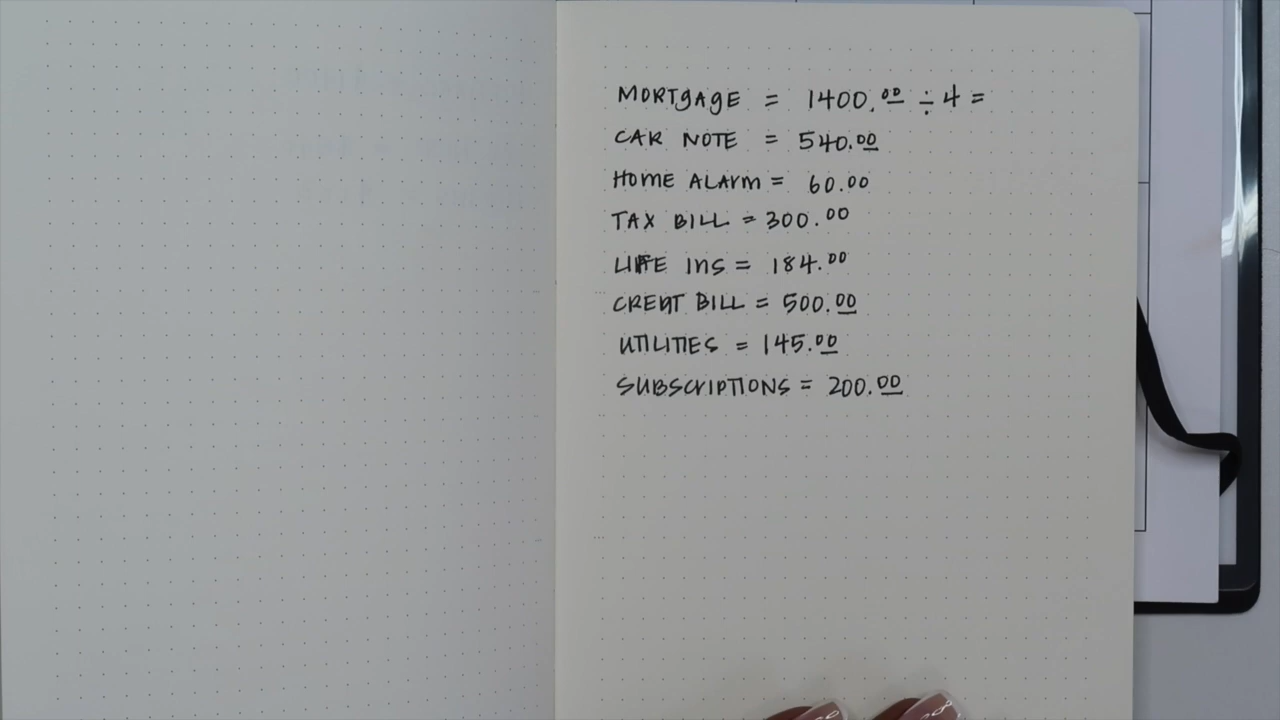 MORTgAgE = 1400.00 ÷ 4 =
CAR NOTE = 540.00
HOME ALArm = 60.00
TAX BILL = 300.00
LIFE Ins = 184.00
CREDIT BILL = 500.00
UTILITIES = 145.00
SUBSCrIPTIONS = 200.00